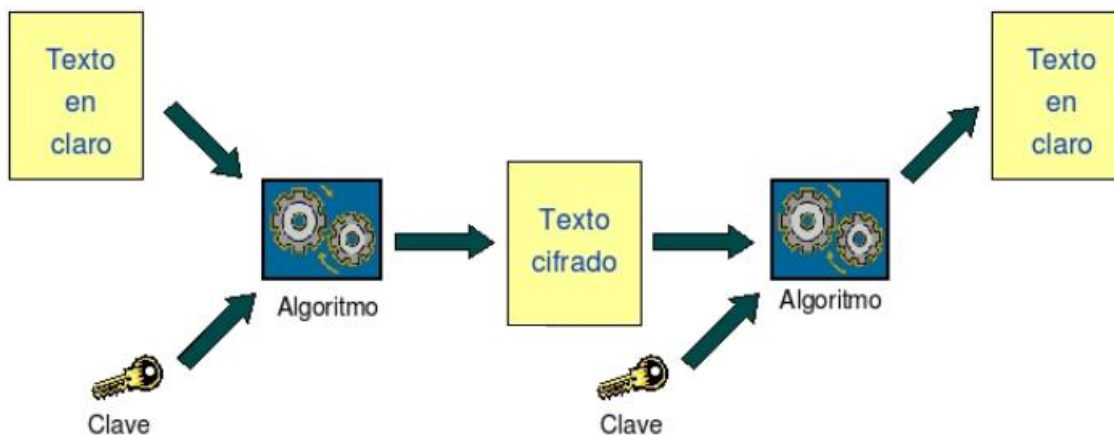 Texto
en
claro
Algoritmo
Clave
Texto
cifrado
Algoritmo
Clave
Texto
en
claro